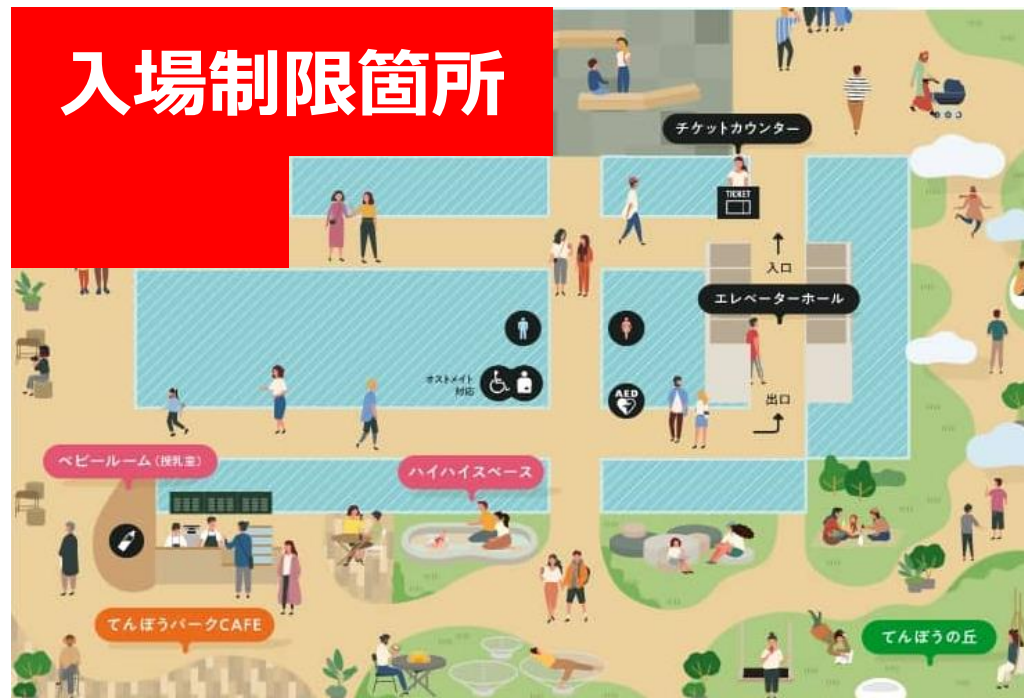 入場制限箇所
チケットカウンター
TICKET
入口
エレベーターホール
オストメイト
対応
AED
出口
ベビールーム(授乳室)
ハイハイスペース
てんぼうパークCAFE
てんぼうの丘